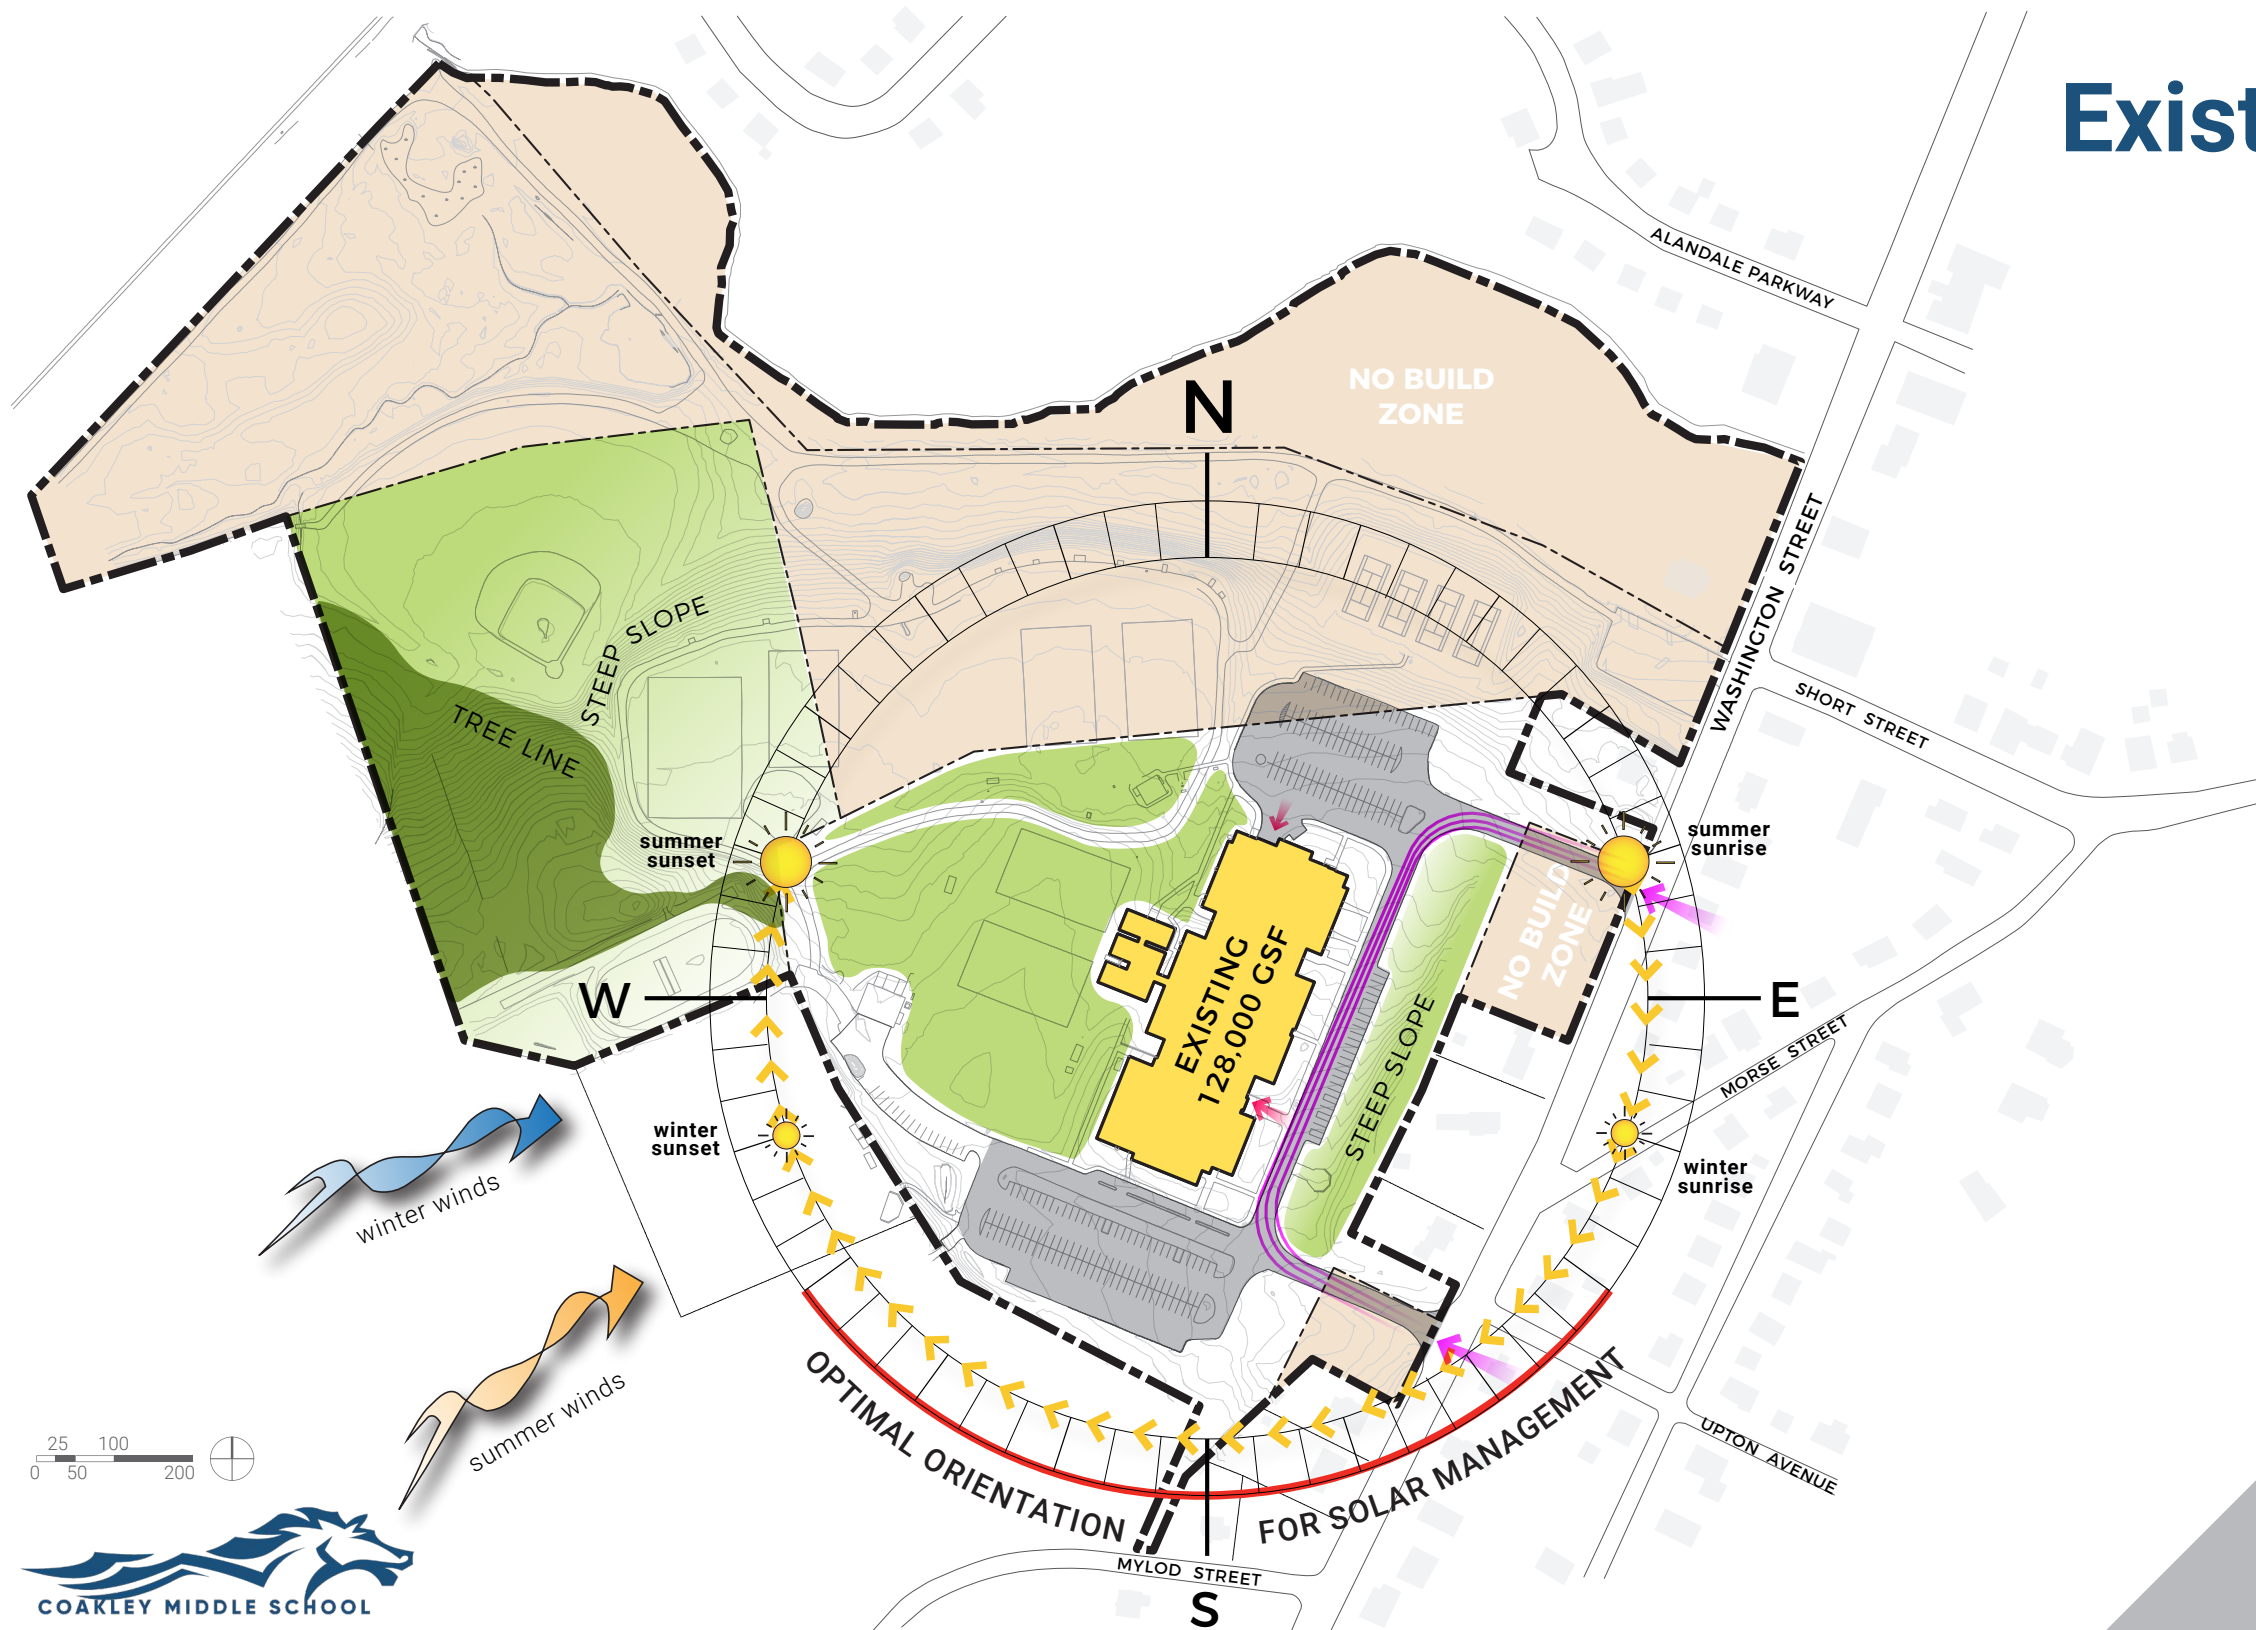 Exist
ALANDALE PARKWAY
NO BUILD
ZONE
N
WASHINGTON STREET
SHORT STREET
STEEP SLOPE
TREE LINE
summer
sunset
summer
sunrise
NO BUILD
ZONE
EXISTING
128,000 GSF
STEEP SLOPE
W
E
MORSE STREET
winter
sunset
winter
sunrise
winter winds
summer winds
OPTIMAL ORIENTATION
FOR SOLAR MANAGEMENT
UPTON AVENUE
25 100
0 50 200
MYLOD STREET
S
COAKLEY MIDDLE SCHOOL